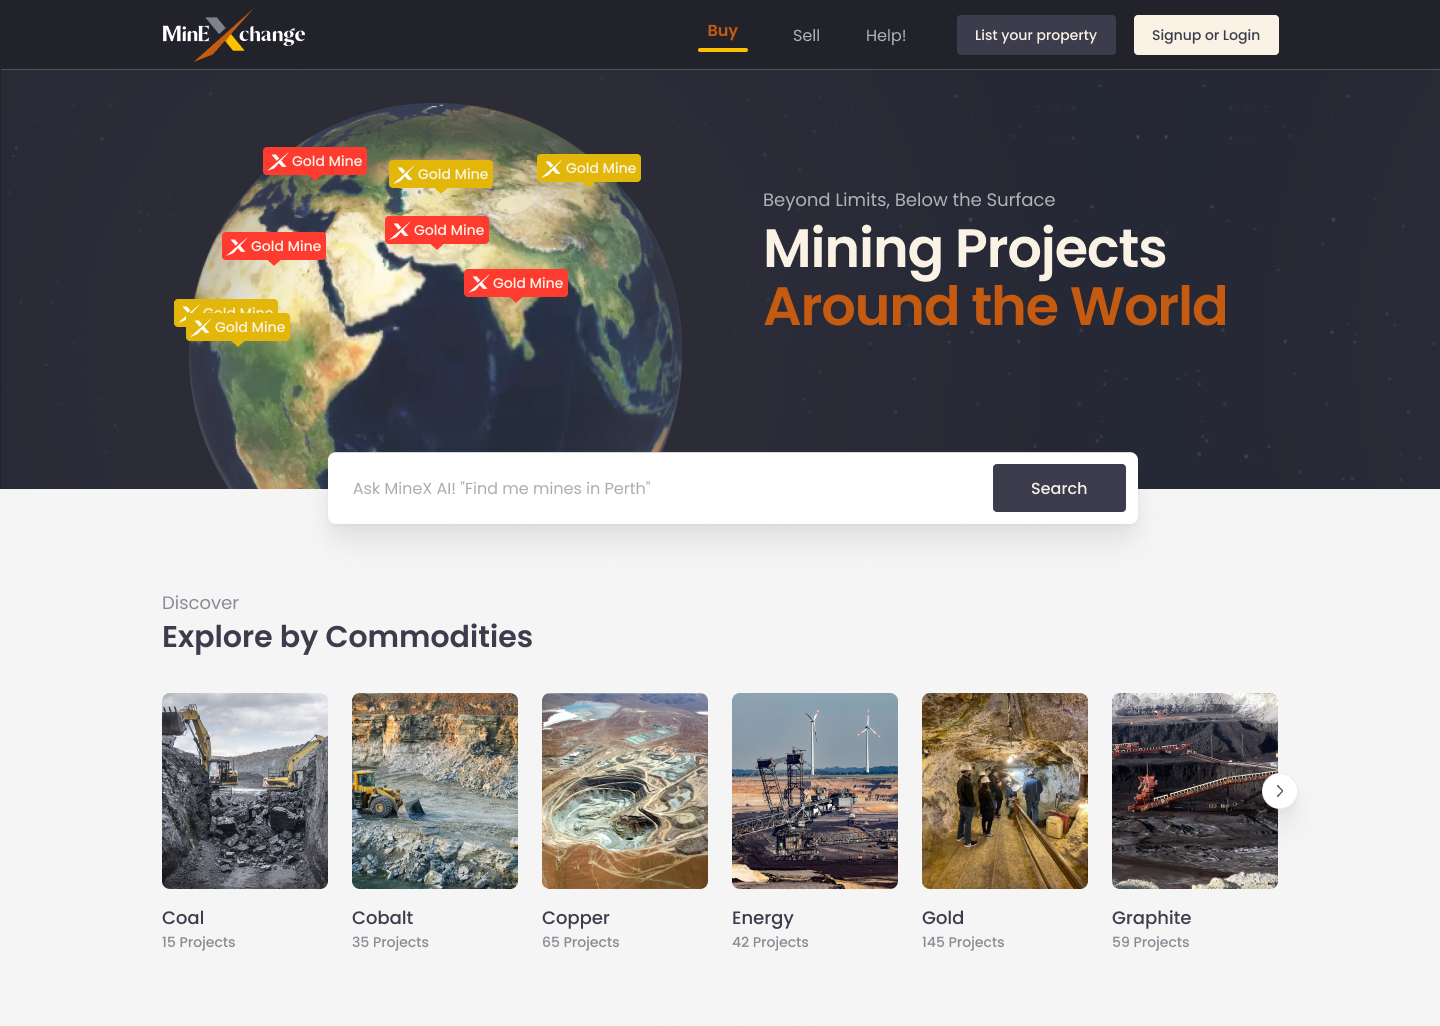 MinEXchange
Buy
Sell
Help!
List your property
Signup or Login
Gold Mine
Gold Mine
Gold Mine
Gold Mine
Gold Mine
Gold Mine
Gold Mine
Gold Mine
Beyond Limits, Below the Surface
Mining Projects
Around the World
Ask MineX AI! "Find me mines in Perth"
Search
Discover
Explore by Commodities
Coal
15 Projects
Cobalt
35 Projects
Copper
65 Projects
Energy
42 Projects
Gold
145 Projects
Graphite
59 Projects